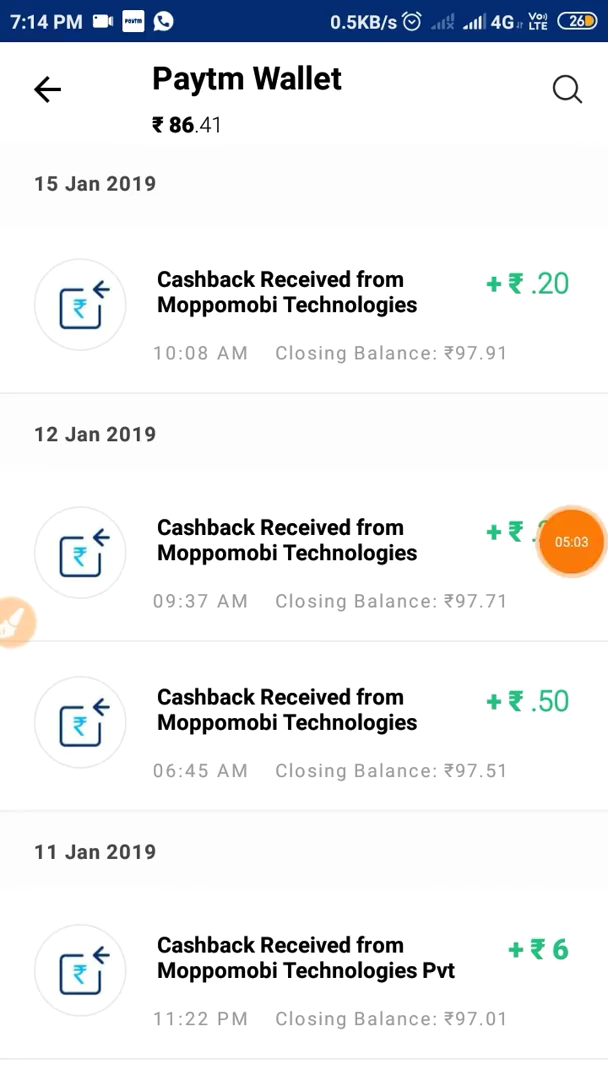 7:14 PM Paytm 0.5KB/s 4G Vo)) LTE 26
Paytm Wallet
₹ 86.41
15 Jan 2019
Cashback Received from + ₹ .20
Moppomobi Technologies
10:08 AM Closing Balance: ₹97.91
12 Jan 2019
Cashback Received from + ₹
Moppomobi Technologies 05:03
09:37 AM Closing Balance: ₹97.71
Cashback Received from + ₹ .50
Moppomobi Technologies
06:45 AM Closing Balance: ₹97.51
11 Jan 2019
Cashback Received from + ₹ 6
Moppomobi Technologies Pvt
11:22 PM Closing Balance: ₹97.01